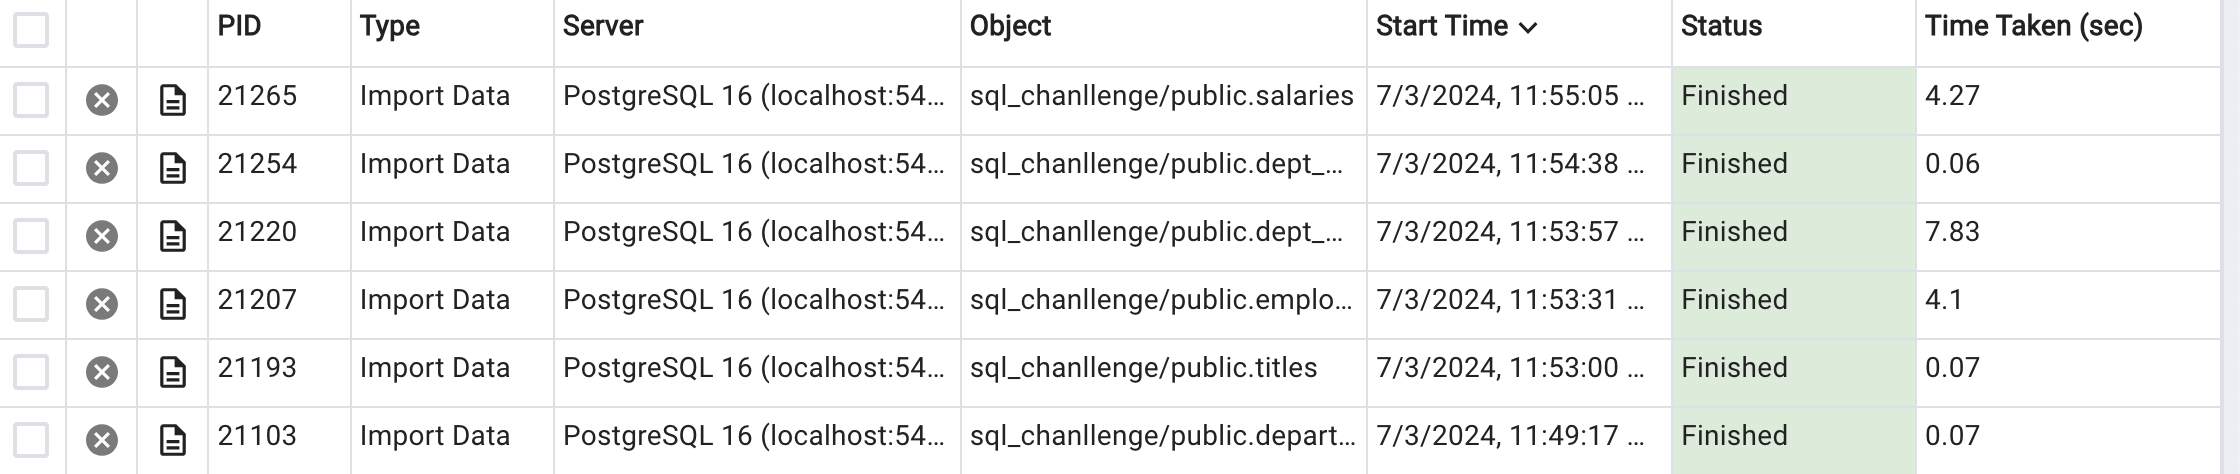 PID Type Server Object Start Time Status Time Taken (sec)
21265 Import Data PostgreSQL 16 (localhost:54... sql_chanllenge/public.salaries 7/3/2024, 11:55:05 ... Finished 4.27
21254 Import Data PostgreSQL 16 (localhost:54... sql_chanllenge/public.dept_... 7/3/2024, 11:54:38 ... Finished 0.06
21220 Import Data PostgreSQL 16 (localhost:54... sql_chanllenge/public.dept_... 7/3/2024, 11:53:57 ... Finished 7.83
21207 Import Data PostgreSQL 16 (localhost:54... sql_chanllenge/public.emplo... 7/3/2024, 11:53:31 ... Finished 4.1
21193 Import Data PostgreSQL 16 (localhost:54... sql_chanllenge/public.titles 7/3/2024, 11:53:00 ... Finished 0.07
21103 Import Data PostgreSQL 16 (localhost:54... sql_chanllenge/public.depart... 7/3/2024, 11:49:17 ... Finished 0.07